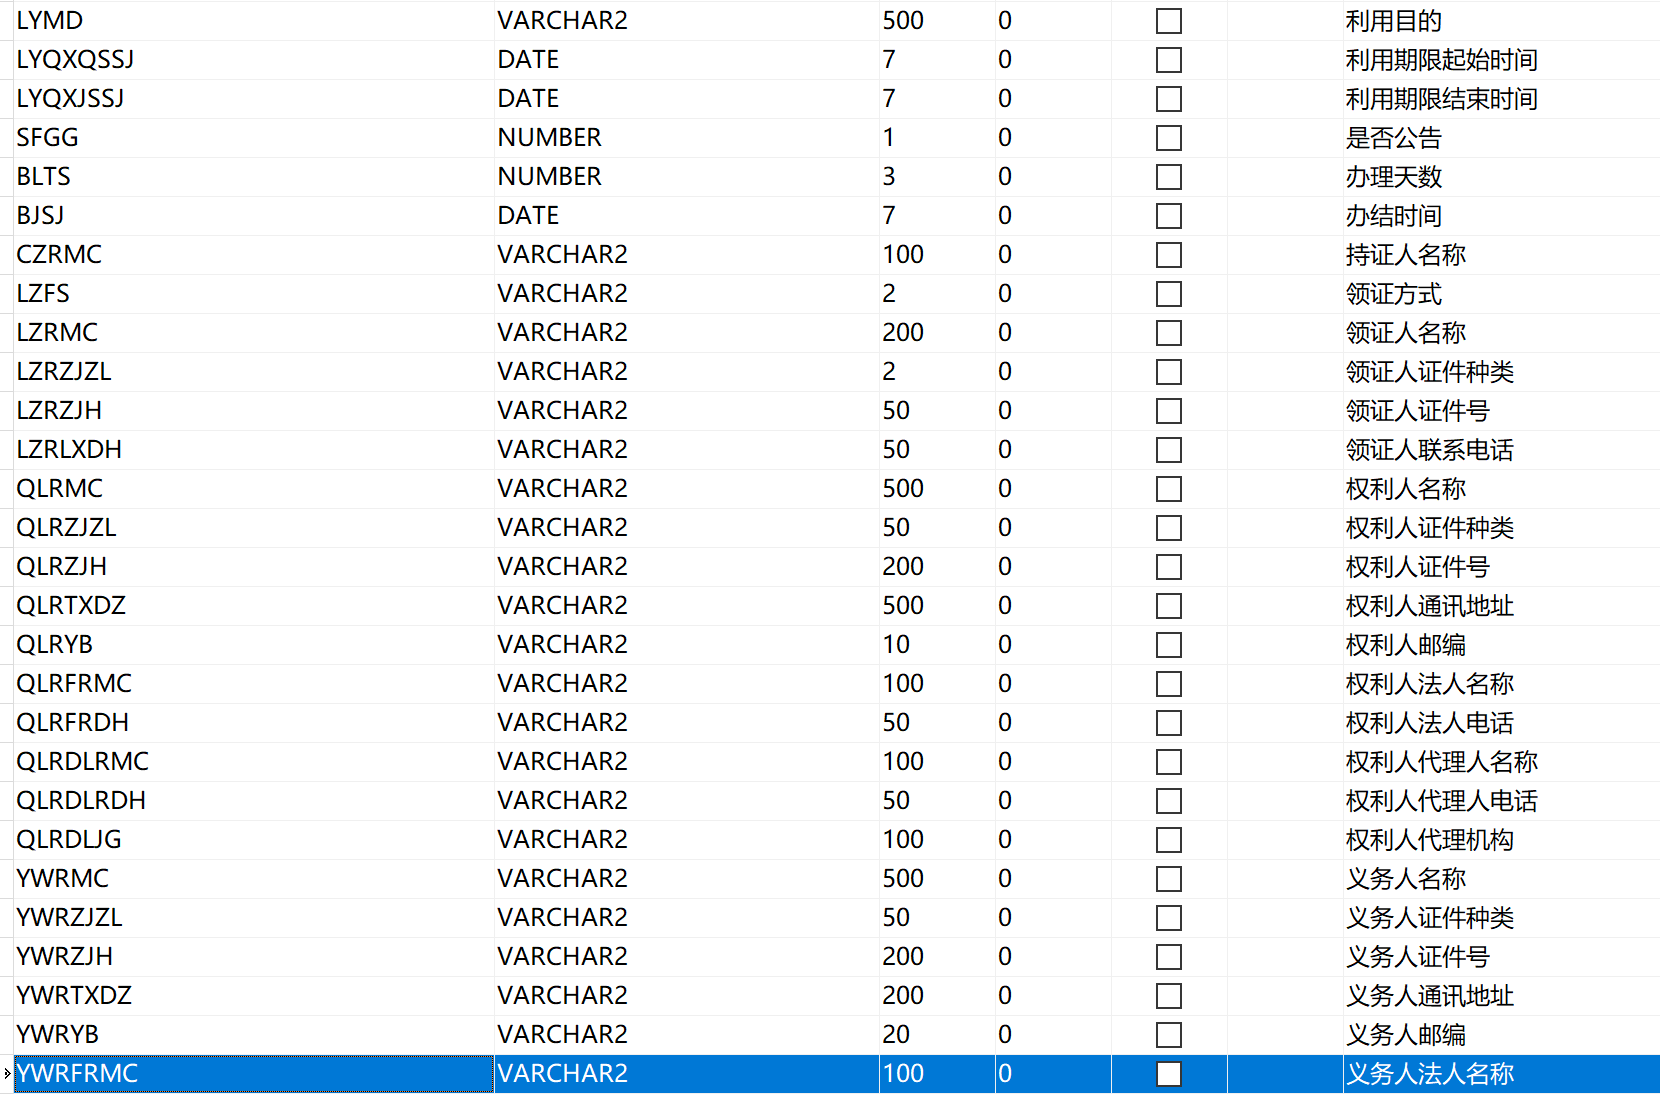 LYMD VARCHAR2 500 0 利用目的
LYQXQSSJ DATE 7 0 利用期限起始时间
LYQXJSSJ DATE 7 0 利用期限结束时间
SFGG NUMBER 1 0 是否公告
BLTS NUMBER 3 0 办理天数
BJSJ DATE 7 0 办结时间
CZRMC VARCHAR2 100 0 持证人名称
LZFS VARCHAR2 2 0 领证方式
LZRMC VARCHAR2 200 0 领证人名称
LZRZJZL VARCHAR2 2 0 领证人证件种类
LZRZJH VARCHAR2 50 0 领证人证件号
LZRLXDH VARCHAR2 50 0 领证人联系电话
QLRMC VARCHAR2 500 0 权利人名称
QLRZJZL VARCHAR2 50 0 权利人证件种类
QLRZJH VARCHAR2 200 0 权利人证件号
QLRTXDZ VARCHAR2 500 0 权利人通讯地址
QLRYB VARCHAR2 10 0 权利人邮编
QLRFRMC VARCHAR2 100 0 权利人法人名称
QLRFRDH VARCHAR2 50 0 权利人法人电话
QLRDLRMC VARCHAR2 100 0 权利人代理人名称
QLRDLRDH VARCHAR2 50 0 权利人代理人电话
QLRDLJG VARCHAR2 100 0 权利人代理机构
YWRMC VARCHAR2 500 0 义务人名称
YWRZJZL VARCHAR2 50 0 义务人证件种类
YWRZJH VARCHAR2 200 0 义务人证件号
YWRTXDZ VARCHAR2 200 0 义务人通讯地址
YWRYB VARCHAR2 20 0 义务人邮编
YWRFRMC VARCHAR2 100 0 义务人法人名称